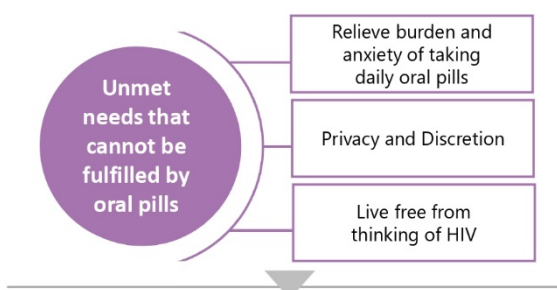 Unmet
needs that
cannot be
fulfilled by
oral pills
Relieve burden and
anxiety of taking
daily oral pills
Privacy and Discretion
Live free from
thinking of HIV